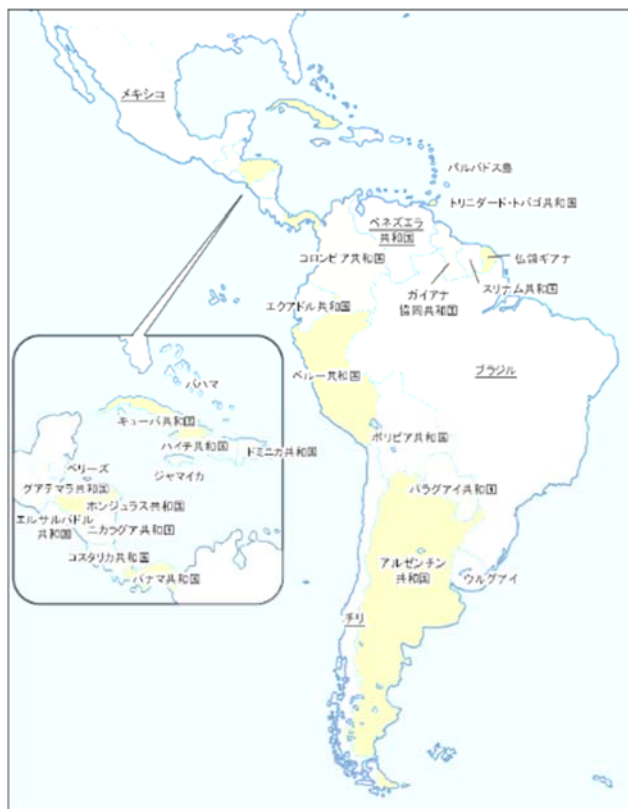 メキシコ
バルバドス島
トリニダード・トバゴ共和国
ベネズエラ
共和国
コロンビア共和国
仏領ギアナ
ガイアナ
協同共和国
スリナム共和国
エクアドル共和国
ペルー共和国
ブラジル
バハマ
キューバ共和国
ハイチ共和国
ドミニカ共和国
ボリビア共和国
ベリーズ
ジャマイカ
グアテマラ共和国
ホンジュラス共和国
パラグアイ共和国
エルサルバドル
共和国
ニカラグア共和国
コスタリカ共和国
パナマ共和国
アルゼンチン
共和国
ウルグアイ
チリ